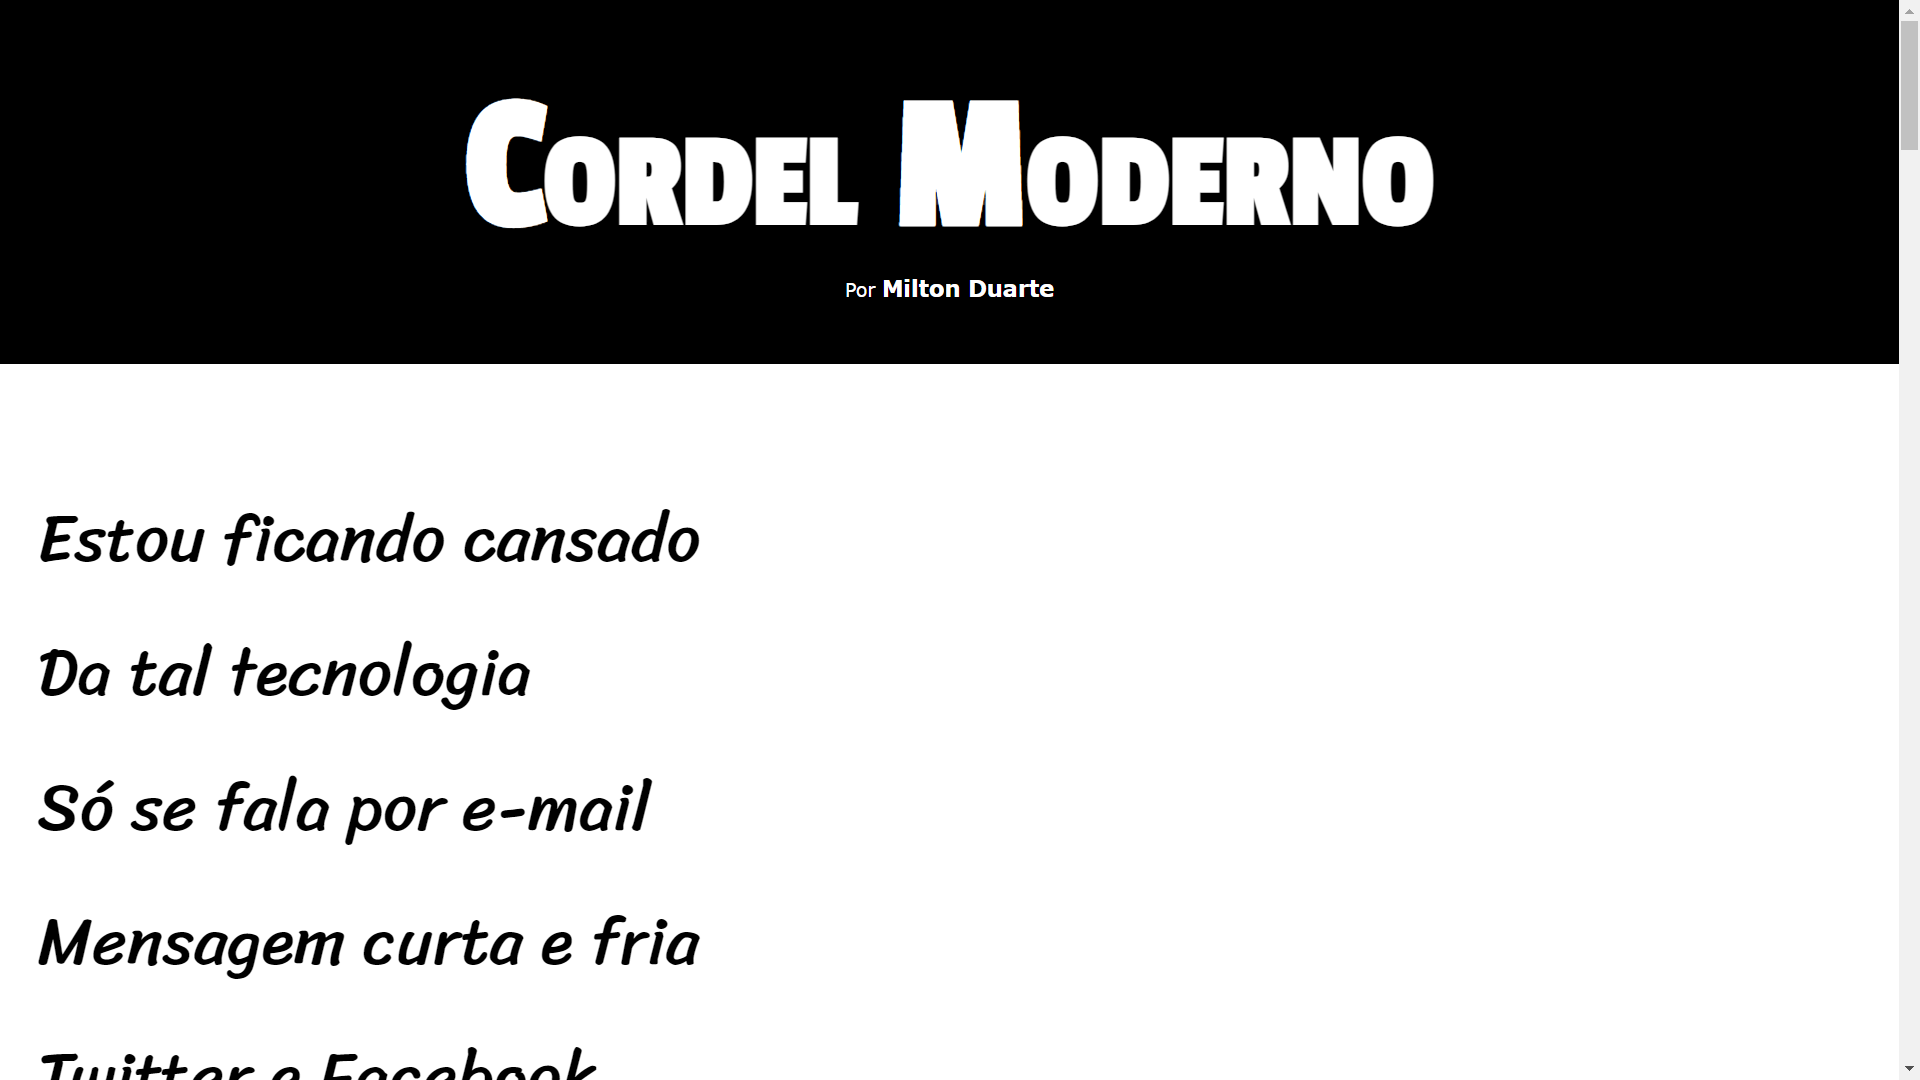 Cordel Moderno
Por Milton Duarte
Estou ficando cansado
Da tal tecnologia
Só se fala por e-mail
Mensagem curta e fria
Twitter e Facebook